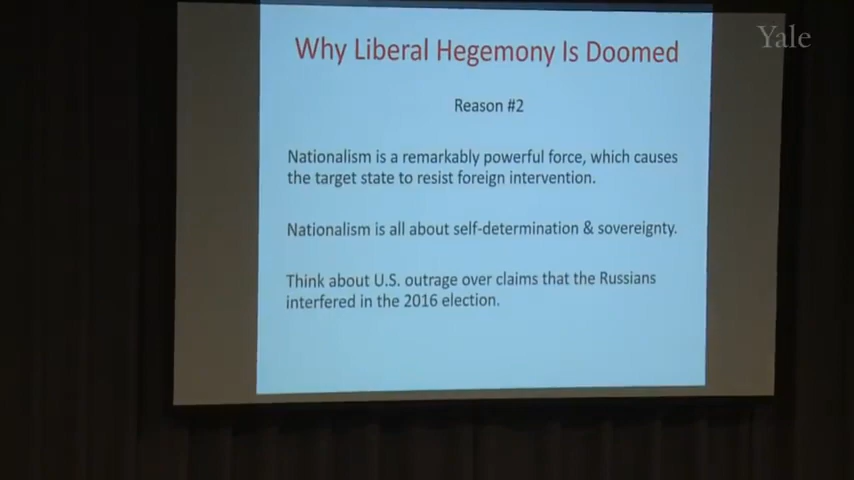 Yale
Why Liberal Hegemony Is Doomed
Reason #2
Nationalism is a remarkably powerful force, which causes
the target state to resist foreign intervention.
Nationalism is all about self-determination & sovereignty.
Think about U.S. outrage over claims that the Russians
interfered in the 2016 election.